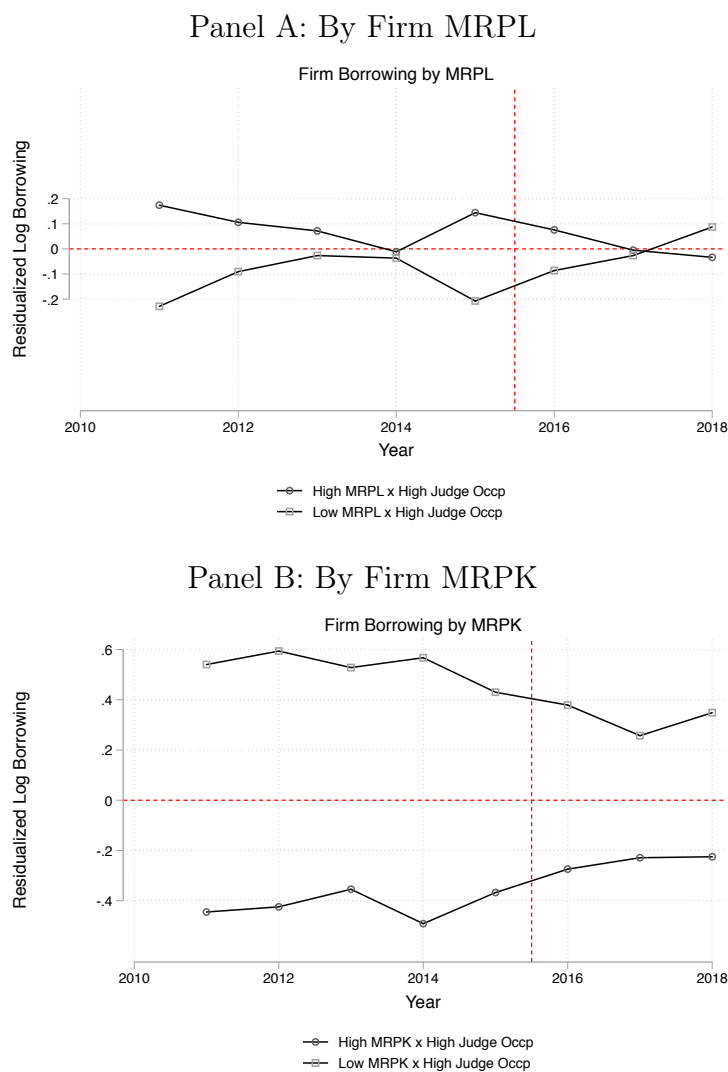 Panel A: By Firm MRPL
Firm Borrowing by MRPL
Residualized Log Borrowing
.2
.1
0
-.1
-.2
2010 2012 2014 2016 2018
Year
High MRPL x High Judge Occp
Low MRPL x High Judge Occp
Panel B: By Firm MRPK
Firm Borrowing by MRPK
Residualized Log Borrowing
.6
.4
.2
0
-.2
-.4
2010 2012 2014 2016 2018
Year
High MRPK x High Judge Occp
Low MRPK x High Judge Occp